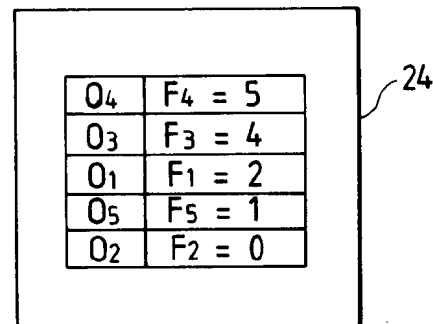 O4 F4 = 5
24
O3 F3 = 4
O1 F1 = 2
O5 F5 = 1
O2 F2 = 0